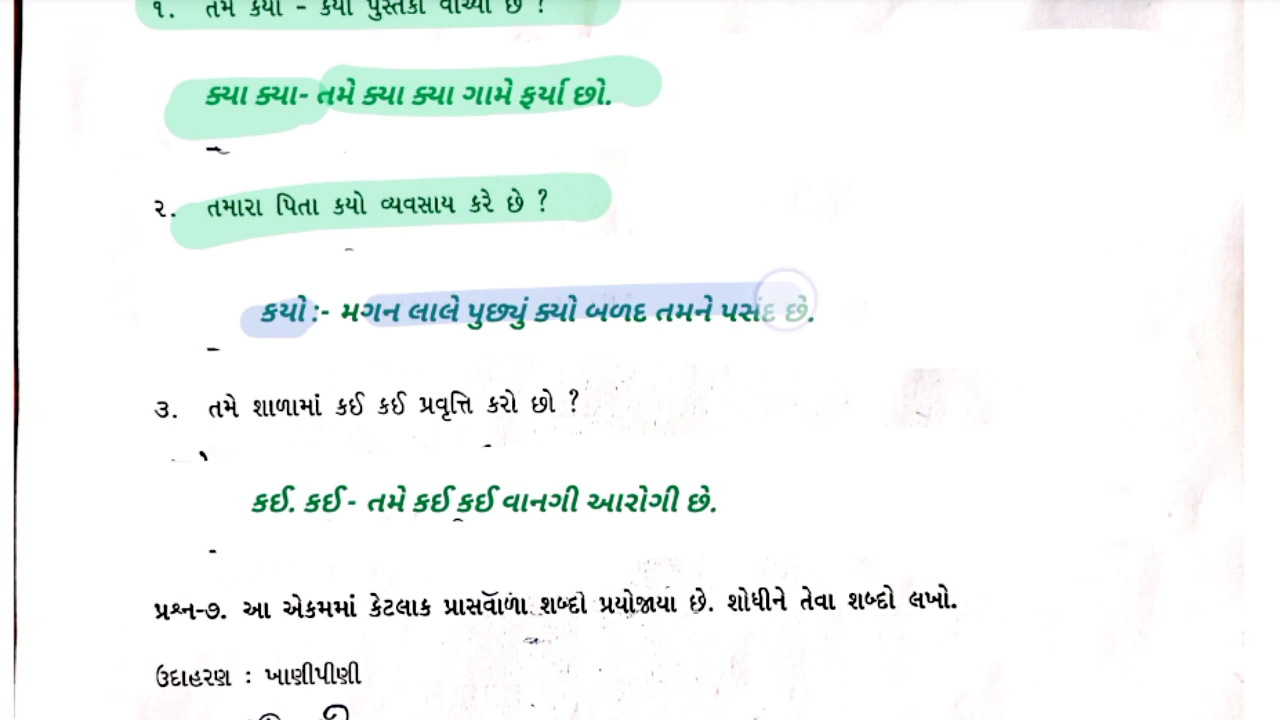 ૧. તમે કયા - કયા પુસ્તકો વાંચ્યા છે ?
ક્યા ક્યા- તમે ક્યા ક્યા ગામે ફર્યા છો.
૨. તમારા પિતા કયો વ્યવસાય કરે છે ?
કયો :- મગન લાલે પુછ્યું ક્યો બળદ તમને પસંદ છે.
૩. તમે શાળામાં કઈ કઈ પ્રવૃત્તિ કરો છો ?
કઈ. કઈ - તમે કઈ કઈ વાનગી આરોગી છે.
પ્રશ્ન-૭. આ એકમમાં કેટલાક પ્રાસવાળા શબ્દો પ્રયોજાયા છે. શોધીને તેવા શબ્દો લખો.
ઉદાહરણ : ખાણીપીણી